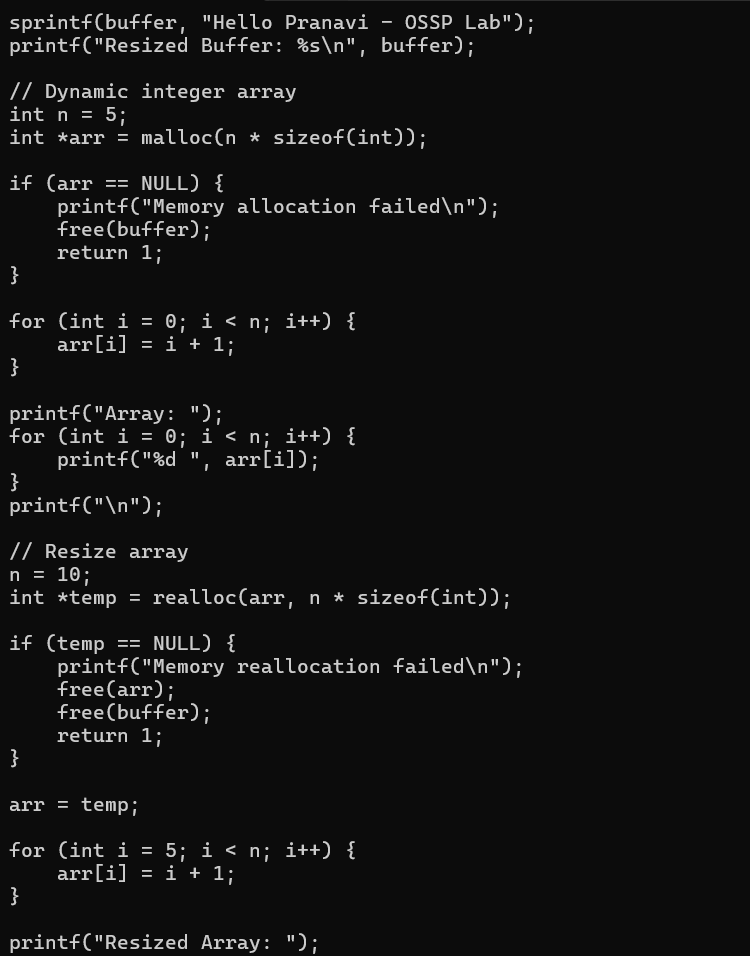 sprintf(buffer, "Hello Pranavi – OSSP Lab");
printf("Resized Buffer: %s\n", buffer);

// Dynamic integer array
int n = 5;
int *arr = malloc(n * sizeof(int));

if (arr == NULL) {
    printf("Memory allocation failed\n");
    free(buffer);
    return 1;
}

for (int i = 0; i < n; i++) {
    arr[i] = i + 1;
}

printf("Array: ");
for (int i = 0; i < n; i++) {
    printf("%d ", arr[i]);
}
printf("\n");

// Resize array
n = 10;
int *temp = realloc(arr, n * sizeof(int));

if (temp == NULL) {
    printf("Memory reallocation failed\n");
    free(arr);
    free(buffer);
    return 1;
}

arr = temp;

for (int i = 5; i < n; i++) {
    arr[i] = i + 1;
}

printf("Resized Array: ");